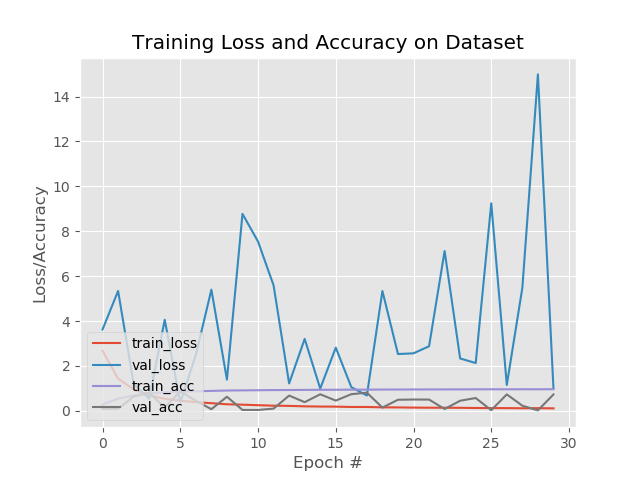 Training Loss and Accuracy on Dataset
14
12
10
8
6
4
2
0
Loss/Accuracy
train_loss
val_loss
train_acc
val_acc
0 5 10 15 20 25 30
Epoch #